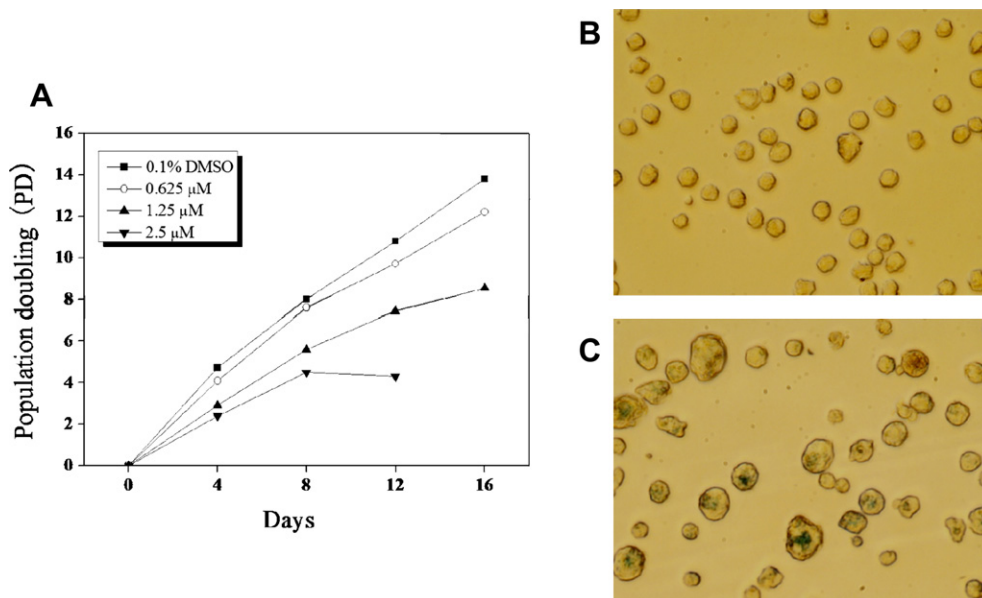 A
Population doubling (PD)
16
14
12
10
8
6
4
2
0
0.1% DMSO
0.625 µM
1.25 µM
2.5 µM
0 4 8 12 16
Days
B
C